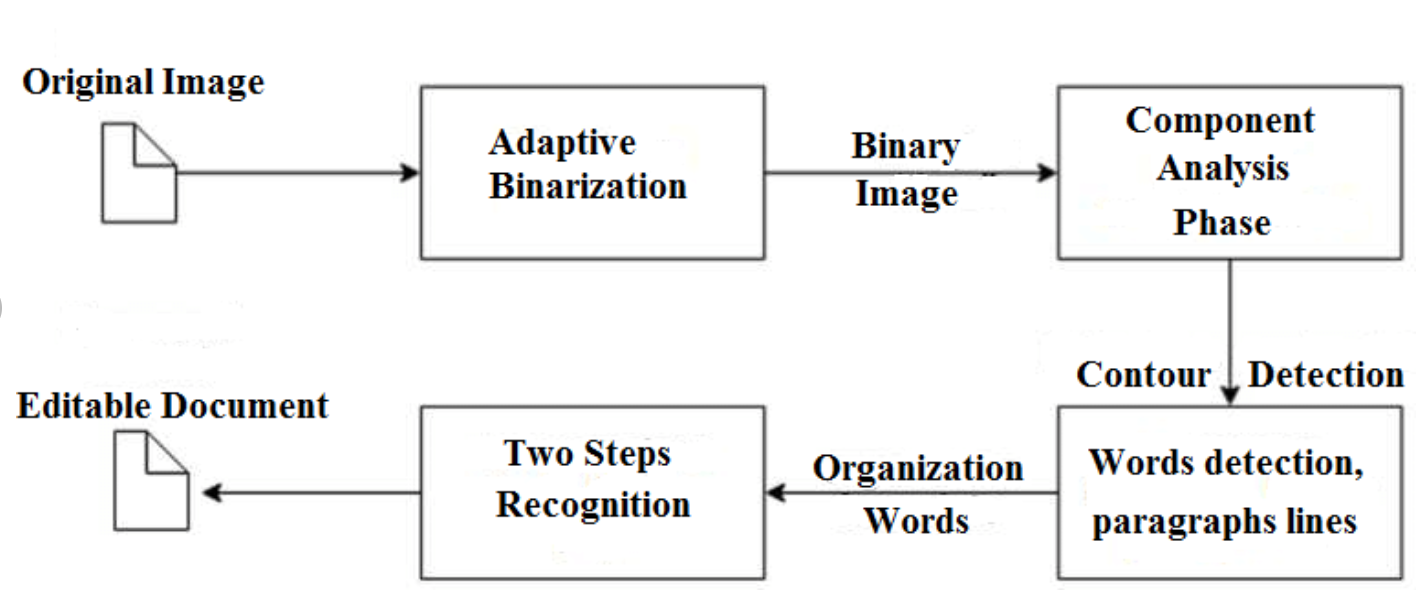 Original Image
Adaptive
Binarization
Binary
Image
Component
Analysis
Phase
Contour Detection
Words detection,
paragraphs lines
Organization
Words
Two Steps
Recognition
Editable Document